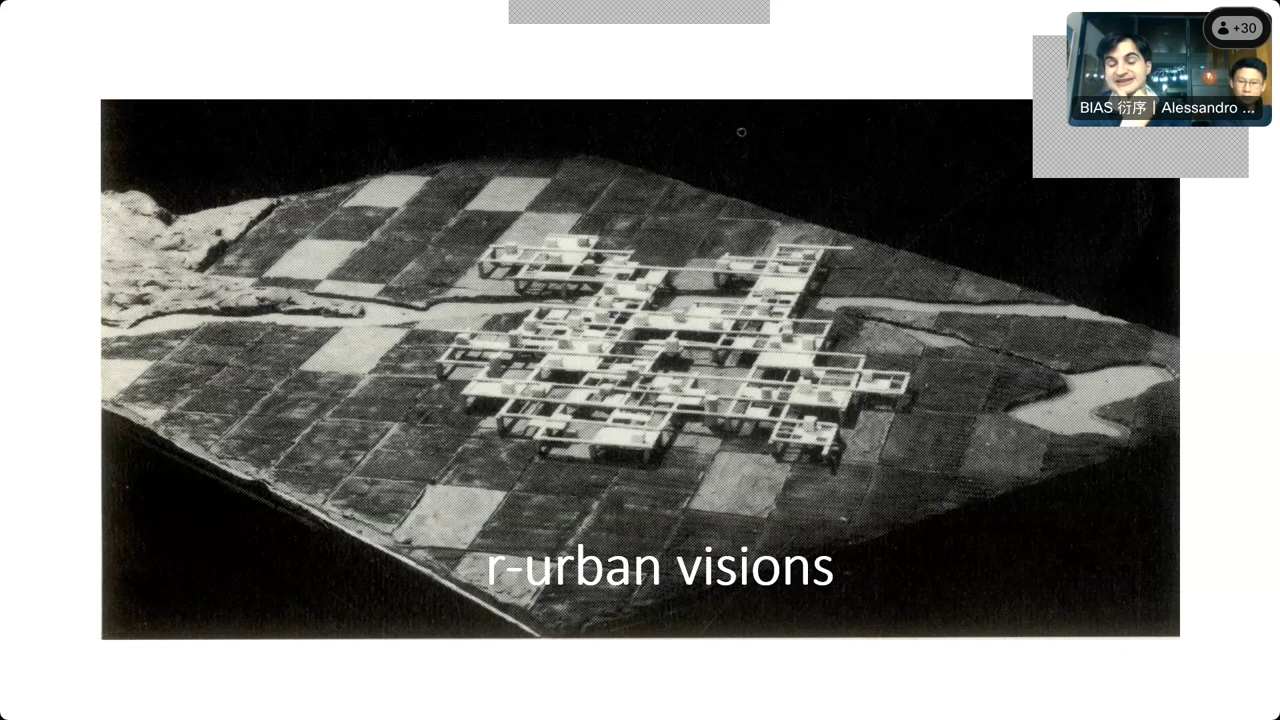 +30
BIAS 衍序 | Alessandro ...
r-urban visions